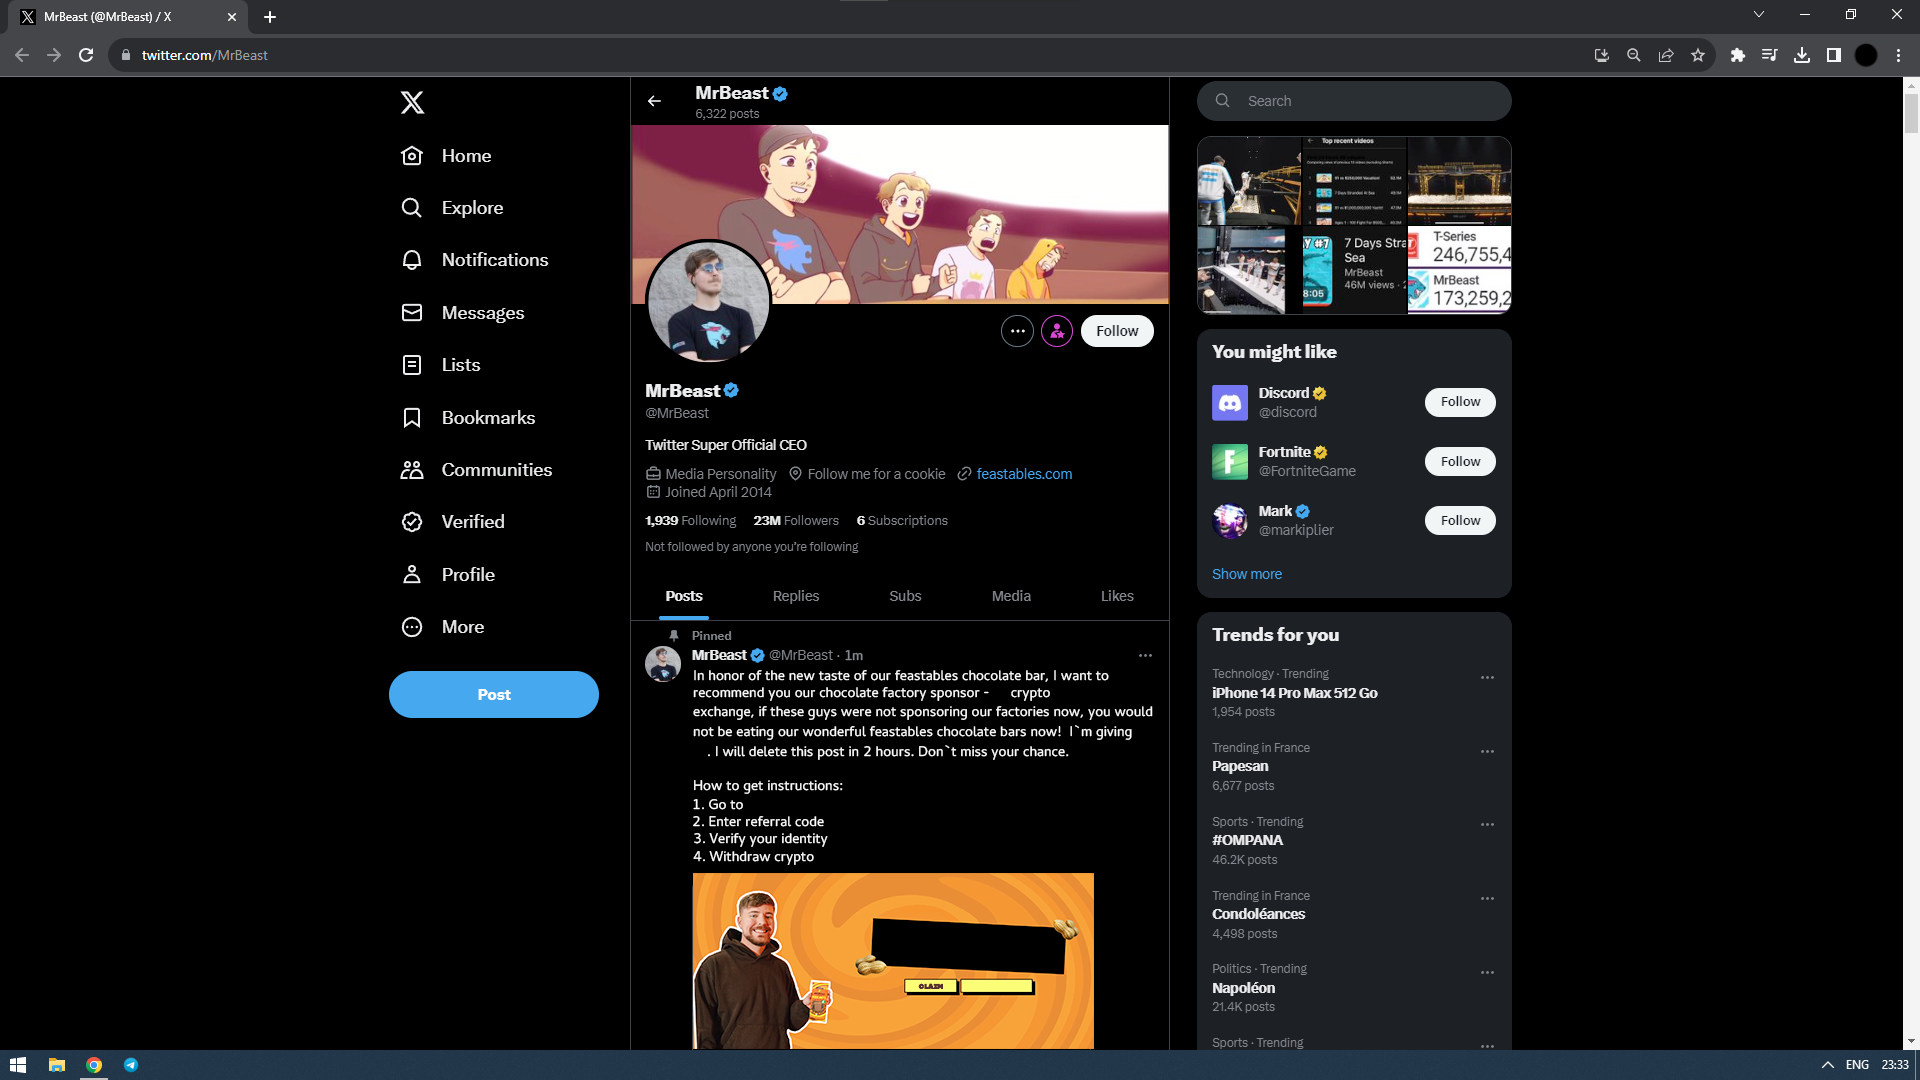 MrBeast (@MrBeast) / X
twitter.com/MrBeast
Home
Explore
Notifications
Messages
Lists
Bookmarks
Communities
Verified
Profile
More
Post
MrBeast
6,322 posts
Follow
MrBeast
@MrBeast
Twitter Super Official CEO
Media Personality Follow me for a cookie feastables.com
Joined April 2014
1,939 Following 23M Followers 6 Subscriptions
Not followed by anyone you're following
Posts Replies Subs Media Likes
Pinned
MrBeast @MrBeast · 1m
In honor of the new taste of our feastables chocolate bar, I want to
recommend you our chocolate factory sponsor - crypto
exchange, if these guys were not sponsoring our factories now, you would
not be eating our wonderful feastables chocolate bars now! I`m giving
. I will delete this post in 2 hours. Don`t miss your chance.
How to get instructions:
1. Go to
2. Enter referral code
3. Verify your identity
4. Withdraw crypto
CLAIM
Search
Top recent videos
7 Days Stra
Sea
MrBeast
46M views ·
8:05
T-Series
246,755,4
MrBeast
173,259,2
You might like
Discord
@discord
Follow
Fortnite
@FortniteGame
Follow
Mark
@markiplier
Follow
Show more
Trends for you
Technology · Trending
iPhone 14 Pro Max 512 Go
1,954 posts
Trending in France
Papesan
6,677 posts
Sports · Trending
#OMPANA
46.2K posts
Trending in France
Condoléances
4,498 posts
Politics · Trending
Napoléon
21.4K posts
Sports · Trending
ENG 23:33